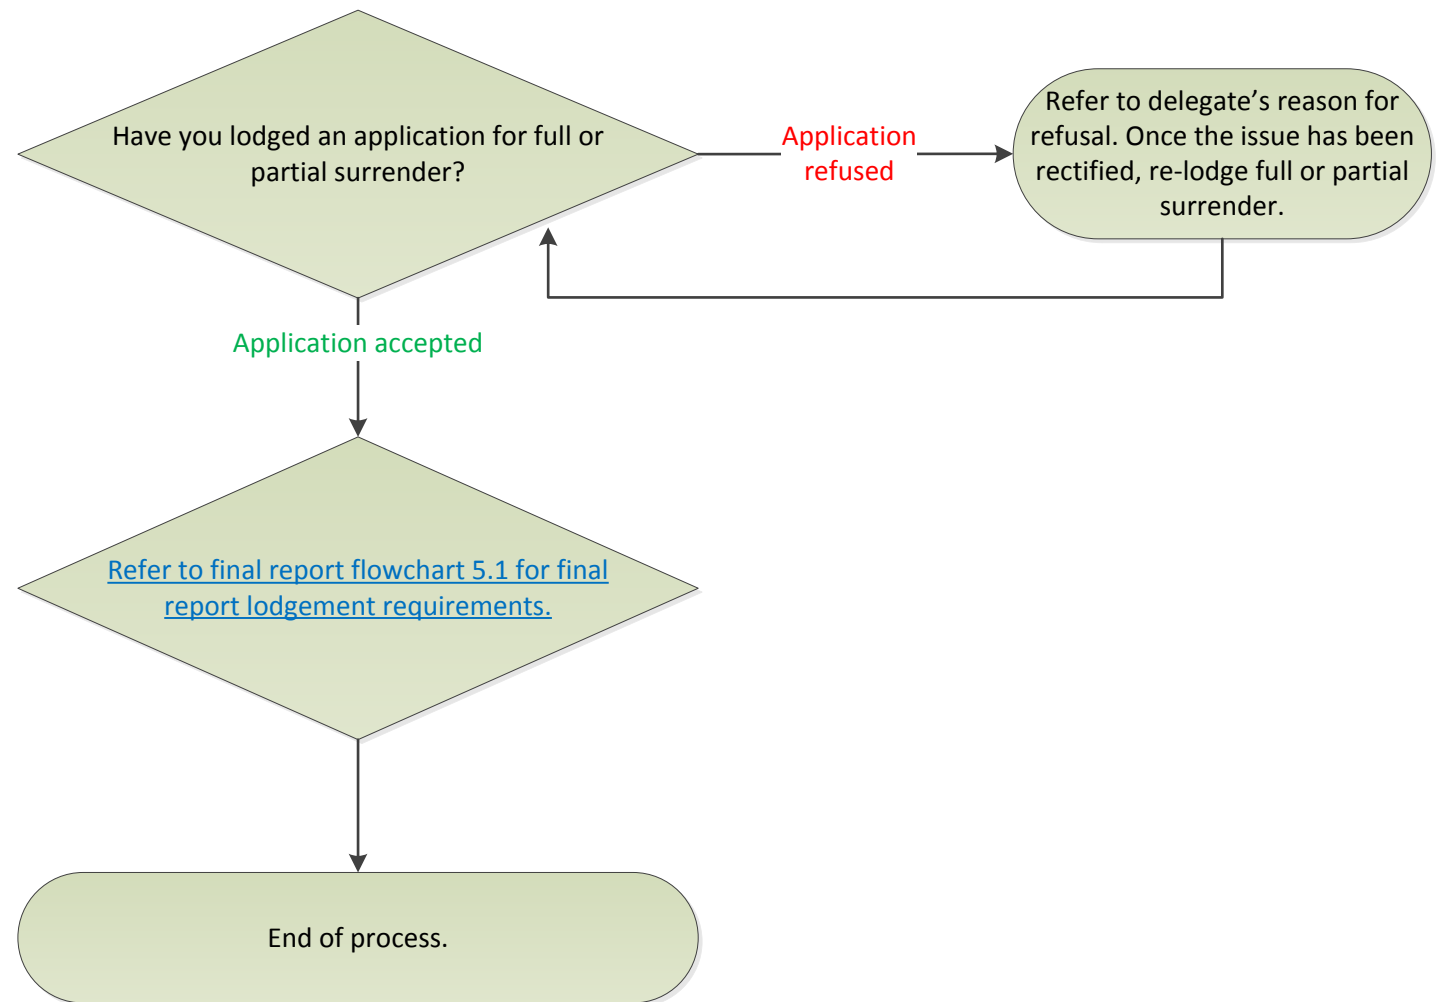 Have you lodged an application for full or
partial surrender?
Application
refused
Refer to delegate’s reason for
refusal. Once the issue has been
rectified, re-lodge full or partial
surrender.
Application accepted
Refer to final report flowchart 5.1 for final
report lodgement requirements.
End of process.